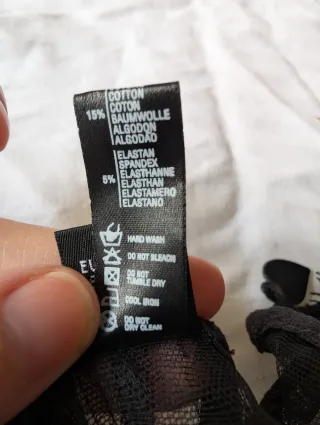 15%
COTTON
COTON
BAUMWOLLE
ALGODON
ALGODÃO
5%
ELASTAN
SPANDEX
ELASTHANNE
ELASTHAN
ELASTAMERO
ELASTANO
HAND WASH
DO NOT BLEACH
DO NOT
TUMBLE DRY
COOL IRON
DO NOT
DRY CLEAN